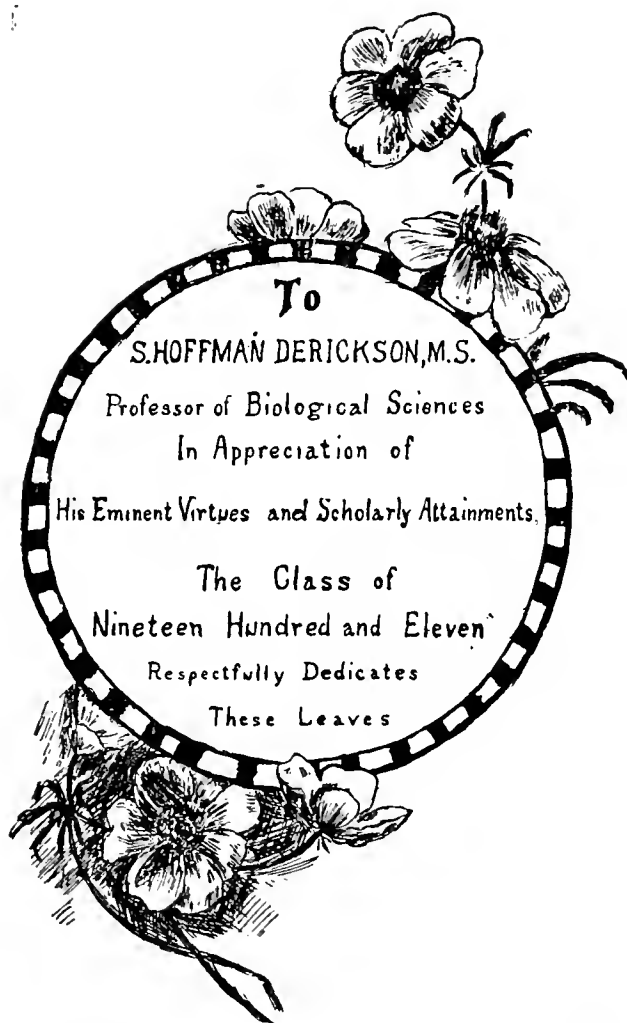 To
S. HOFFMAN DERICKSON, M.S.
Professor of Biological Sciences
In Appreciation of
His Eminent Virtues and Scholarly Attainments,
The Class of
Nineteen Hundred and Eleven
Respectfully Dedicates
These Leaves